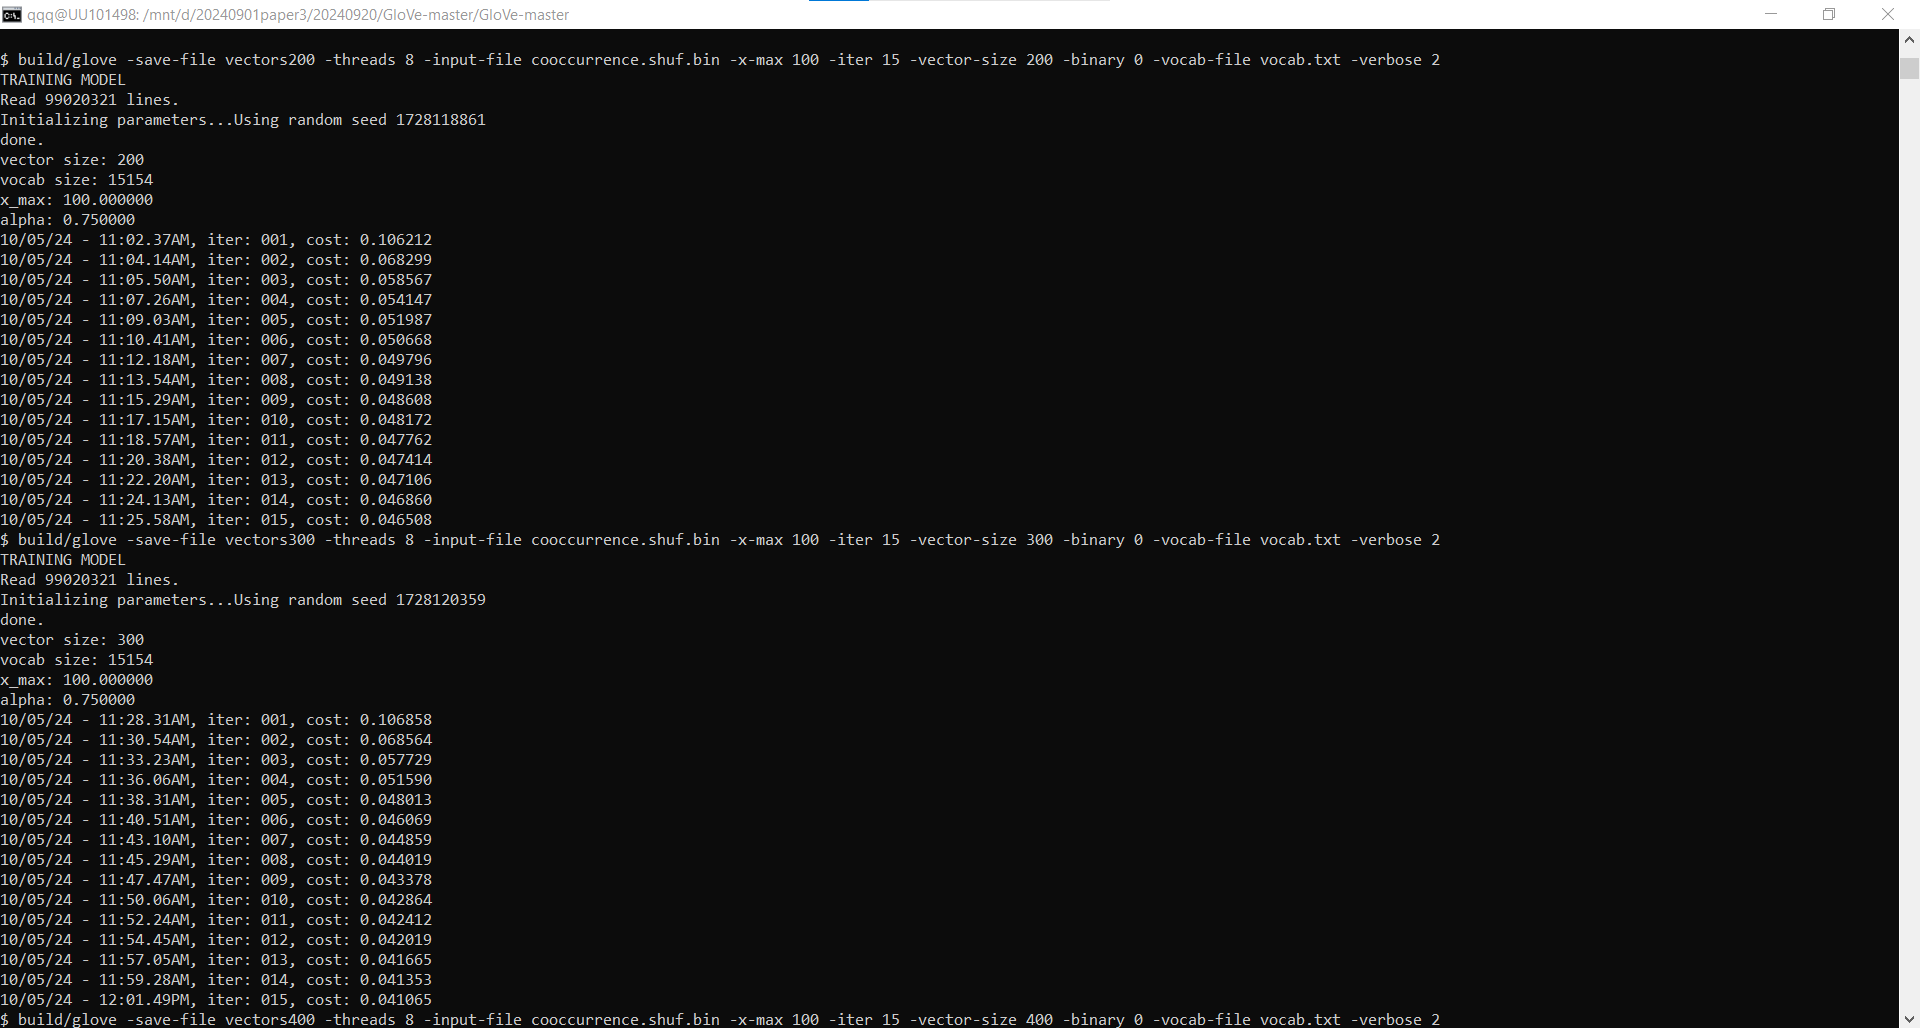 qqq@UU101498: /mnt/d/20240901paper3/20240920/GloVe-master/GloVe-master
$ build/glove -save-file vectors200 -threads 8 -input-file cooccurrence.shuf.bin -x-max 100 -iter 15 -vector-size 200 -binary 0 -vocab-file vocab.txt -verbose 2
TRAINING MODEL
Read 99020321 lines.
Initializing parameters...Using random seed 1728118861
done.
vector size: 200
vocab size: 15154
x_max: 100.000000
alpha: 0.750000
10/05/24 - 11:02.37AM, iter: 001, cost: 0.106212
10/05/24 - 11:04.14AM, iter: 002, cost: 0.068299
10/05/24 - 11:05.50AM, iter: 003, cost: 0.058567
10/05/24 - 11:07.26AM, iter: 004, cost: 0.054147
10/05/24 - 11:09.03AM, iter: 005, cost: 0.051987
10/05/24 - 11:10.41AM, iter: 006, cost: 0.050668
10/05/24 - 11:12.18AM, iter: 007, cost: 0.049796
10/05/24 - 11:13.54AM, iter: 008, cost: 0.049138
10/05/24 - 11:15.29AM, iter: 009, cost: 0.048608
10/05/24 - 11:17.15AM, iter: 010, cost: 0.048172
10/05/24 - 11:18.57AM, iter: 011, cost: 0.047762
10/05/24 - 11:20.38AM, iter: 012, cost: 0.047414
10/05/24 - 11:22.20AM, iter: 013, cost: 0.047106
10/05/24 - 11:24.13AM, iter: 014, cost: 0.046860
10/05/24 - 11:25.58AM, iter: 015, cost: 0.046508
$ build/glove -save-file vectors300 -threads 8 -input-file cooccurrence.shuf.bin -x-max 100 -iter 15 -vector-size 300 -binary 0 -vocab-file vocab.txt -verbose 2
TRAINING MODEL
Read 99020321 lines.
Initializing parameters...Using random seed 1728120359
done.
vector size: 300
vocab size: 15154
x_max: 100.000000
alpha: 0.750000
10/05/24 - 11:28.31AM, iter: 001, cost: 0.106858
10/05/24 - 11:30.54AM, iter: 002, cost: 0.068564
10/05/24 - 11:33.23AM, iter: 003, cost: 0.057729
10/05/24 - 11:36.06AM, iter: 004, cost: 0.051590
10/05/24 - 11:38.31AM, iter: 005, cost: 0.048013
10/05/24 - 11:40.51AM, iter: 006, cost: 0.046069
10/05/24 - 11:43.10AM, iter: 007, cost: 0.044859
10/05/24 - 11:45.29AM, iter: 008, cost: 0.044019
10/05/24 - 11:47.47AM, iter: 009, cost: 0.043378
10/05/24 - 11:50.06AM, iter: 010, cost: 0.042864
10/05/24 - 11:52.24AM, iter: 011, cost: 0.042412
10/05/24 - 11:54.45AM, iter: 012, cost: 0.042019
10/05/24 - 11:57.05AM, iter: 013, cost: 0.041665
10/05/24 - 11:59.28AM, iter: 014, cost: 0.041353
10/05/24 - 12:01.49PM, iter: 015, cost: 0.041065
$ build/glove -save-file vectors400 -threads 8 -input-file cooccurrence.shuf.bin -x-max 100 -iter 15 -vector-size 400 -binary 0 -vocab-file vocab.txt -verbose 2